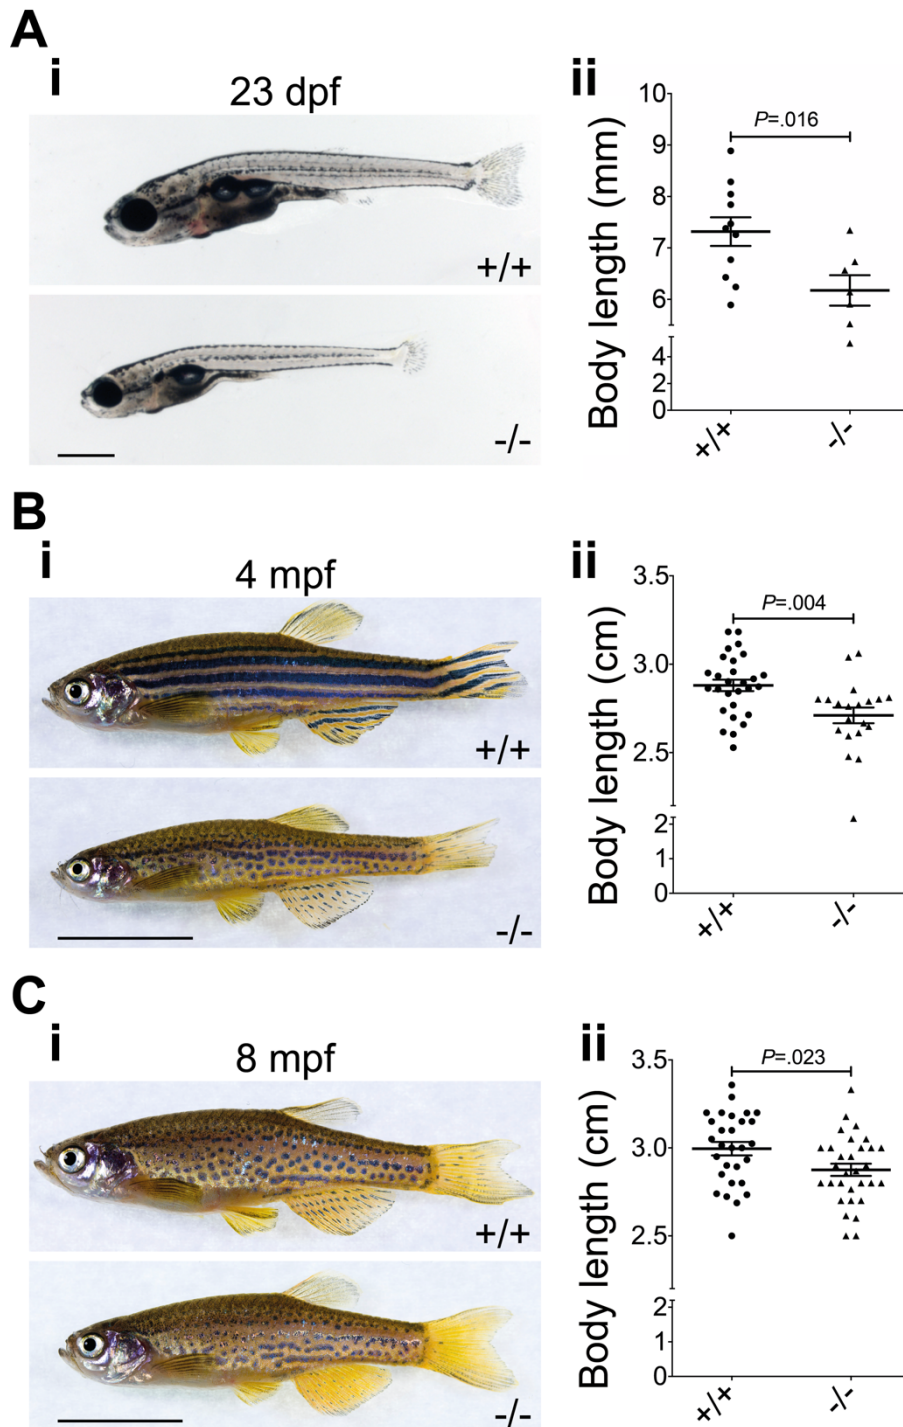 A
i
23 dpf
+/+
-/-
ii
Body length (mm)
10
9
8
7
6
4
2
0
P=.016
+/+
-/-
B
i
4 mpf
+/+
-/-
ii
Body length (cm)
3.5
3.0
2.5
2
1
0
P=.004
+/+
-/-
C
i
8 mpf
+/+
-/-
ii
Body length (cm)
3.5
3.0
2.5
2
1
0
P=.023
+/+
-/-